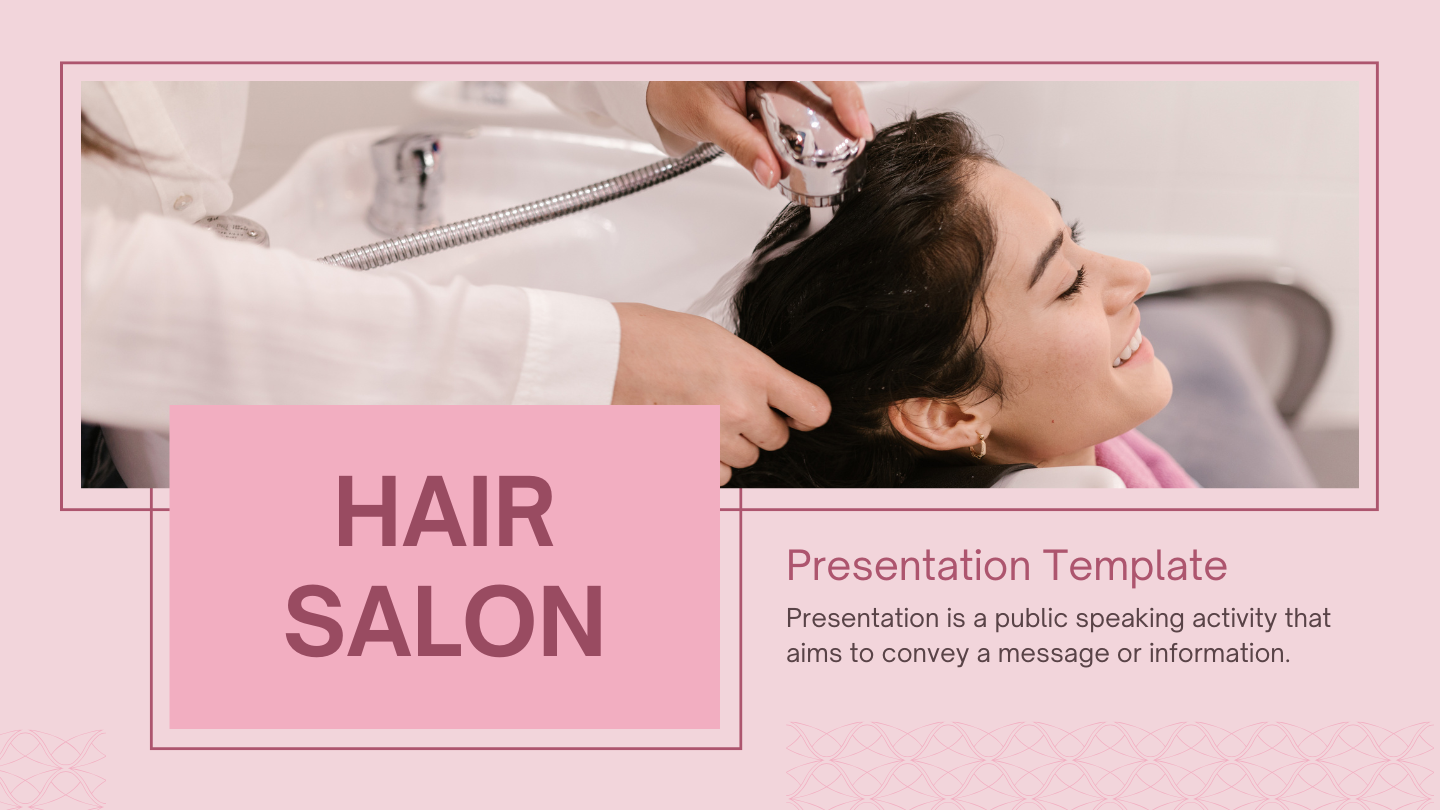 HAIR
SALON
Presentation Template
Presentation is a public speaking activity that
aims to convey a message or information.